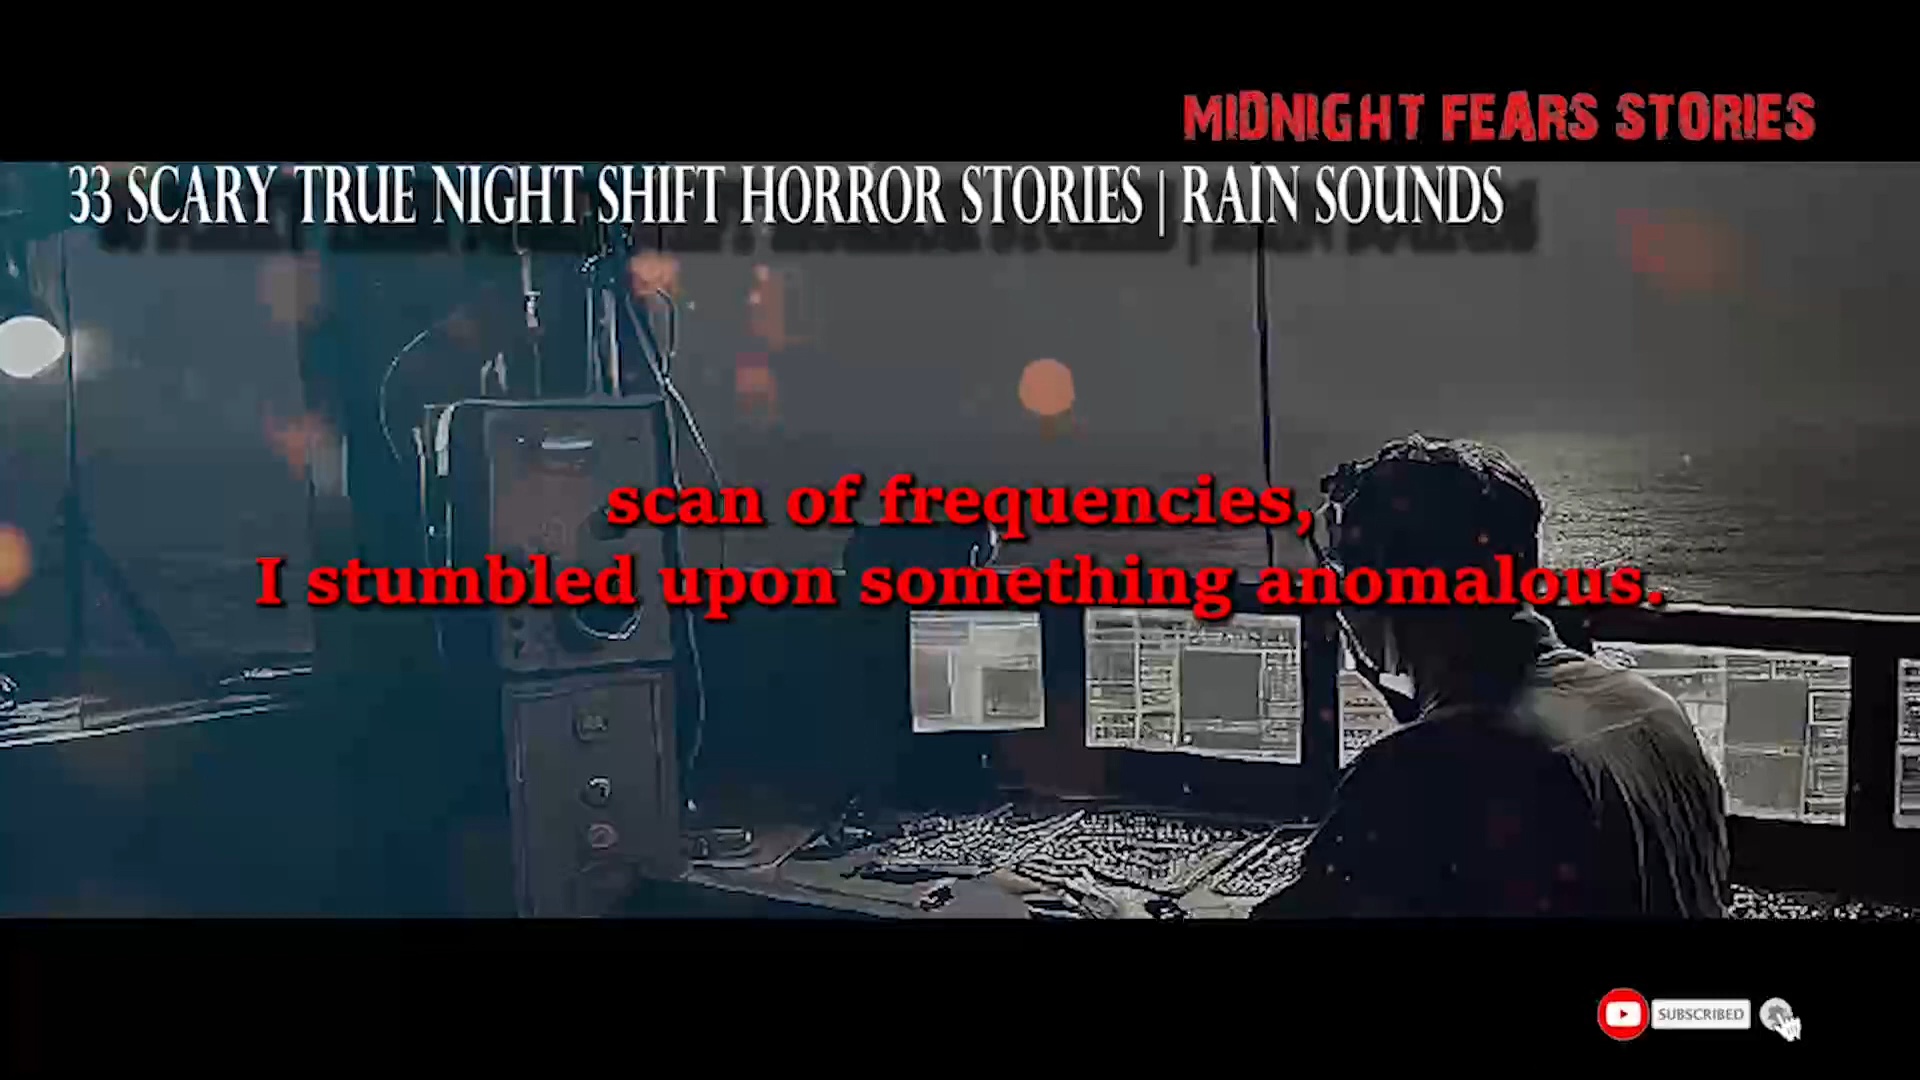 MIDNIGHT FEARS STORIES
33 SCARY TRUE NIGHT SHIFT HORROR STORIES | RAIN SOUNDS
scan of frequencies,
I stumbled upon something anomalous.
SUBSCRIBED